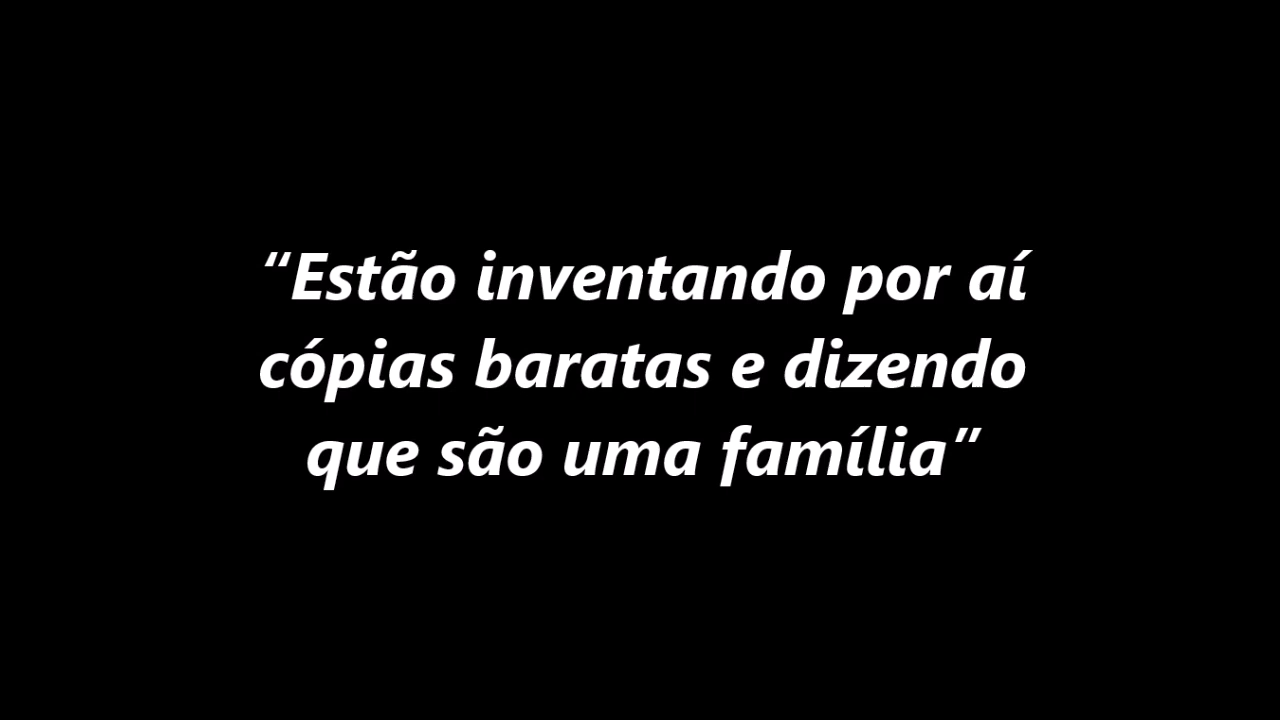 “Estão inventando por aí
cópias baratas e dizendo
que são uma família”